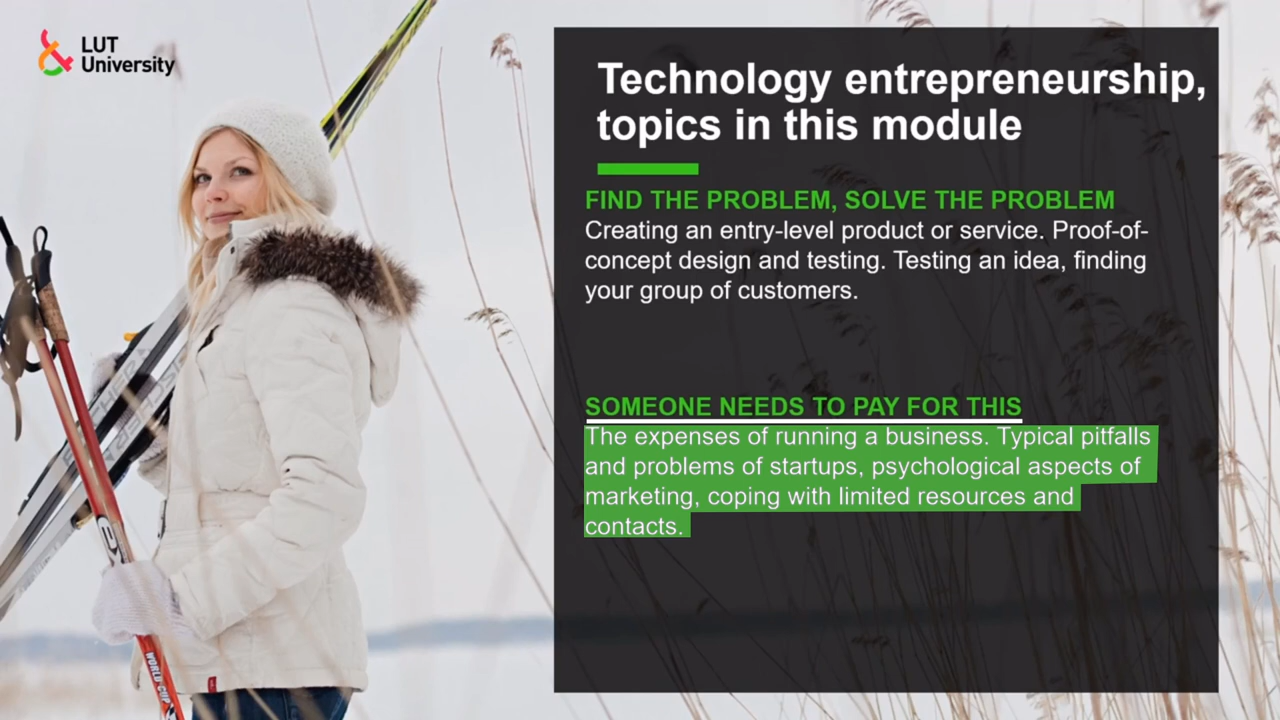 LUT
University
Technology entrepreneurship,
topics in this module
FIND THE PROBLEM, SOLVE THE PROBLEM
Creating an entry-level product or service. Proof-of-
concept design and testing. Testing an idea, finding
your group of customers.
SOMEONE NEEDS TO PAY FOR THIS
The expenses of running a business. Typical pitfalls
and problems of startups, psychological aspects of
marketing, coping with limited resources and
contacts.
WORLD CUP